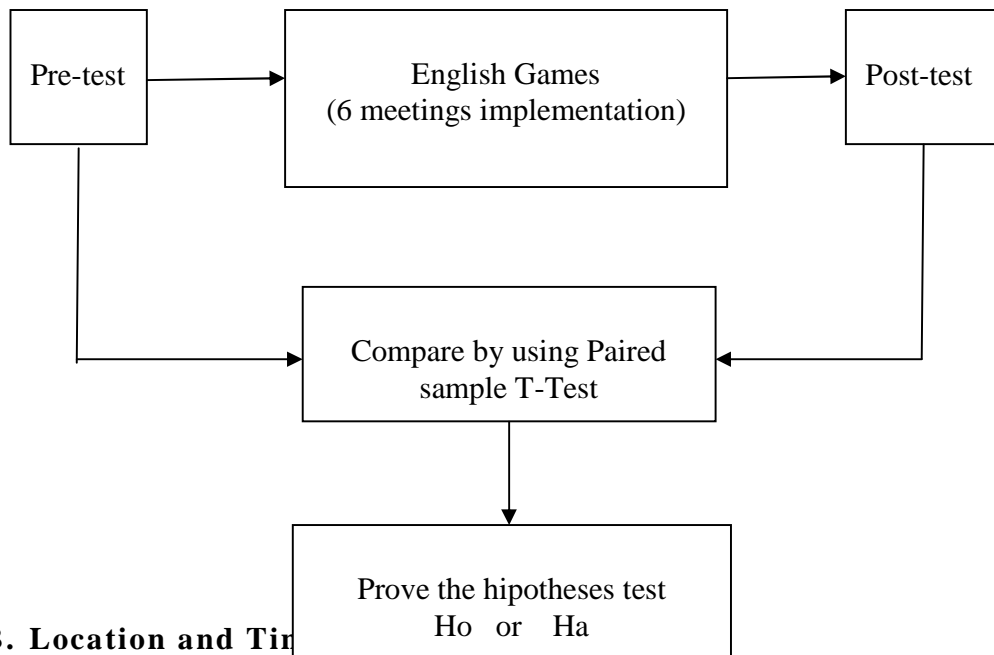 Pre-test
English Games
(6 meetings implementation)
Post-test
Compare by using Paired
sample T-Test
Prove the hipotheses test
Ho or Ha
. Location and